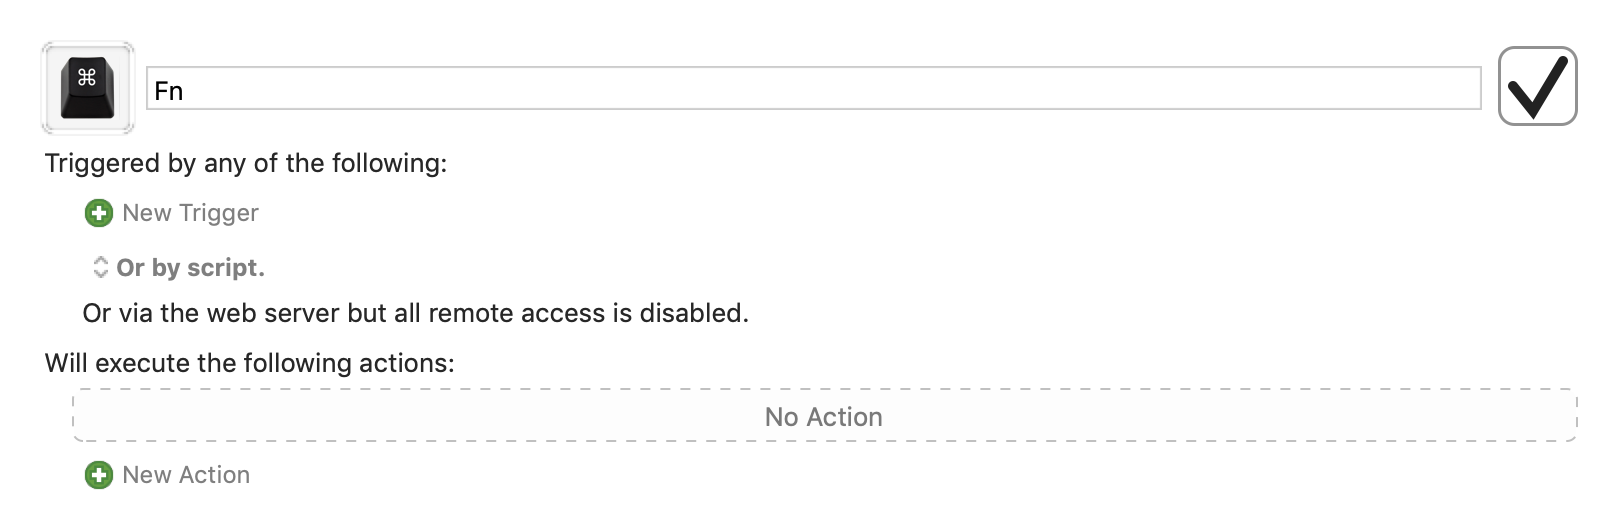 ⌘
Fn
Triggered by any of the following:
New Trigger
Or by script.
Or via the web server but all remote access is disabled.
Will execute the following actions:
No Action
New Action